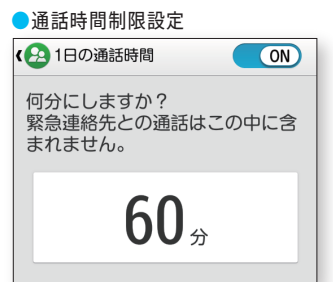 ●通話時間制限設定
1日の通話時間
ON
何分にしますか?
緊急連絡先との通話はこの中に含
まれません。
60分